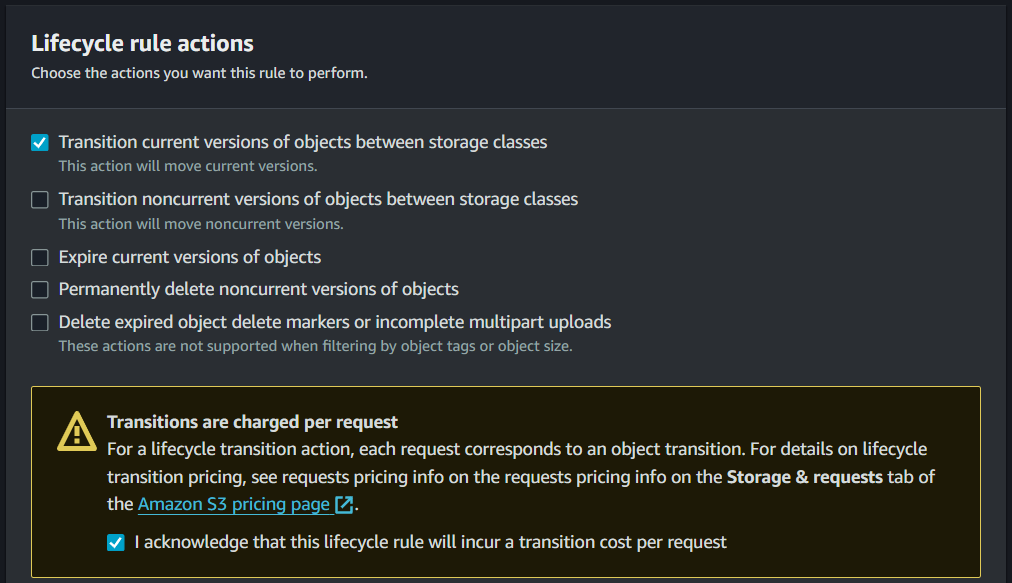 Lifecycle rule actions
Choose the actions you want this rule to perform.
Transition current versions of objects between storage classes
This action will move current versions.
Transition noncurrent versions of objects between storage classes
This action will move noncurrent versions.
Expire current versions of objects
Permanently delete noncurrent versions of objects
Delete expired object delete markers or incomplete multipart uploads
These actions are not supported when filtering by object tags or object size.
Transitions are charged per request
For a lifecycle transition action, each request corresponds to an object transition. For details on lifecycle
transition pricing, see requests pricing info on the requests pricing info on the Storage & requests tab of
the Amazon S3 pricing page.
I acknowledge that this lifecycle rule will incur a transition cost per request